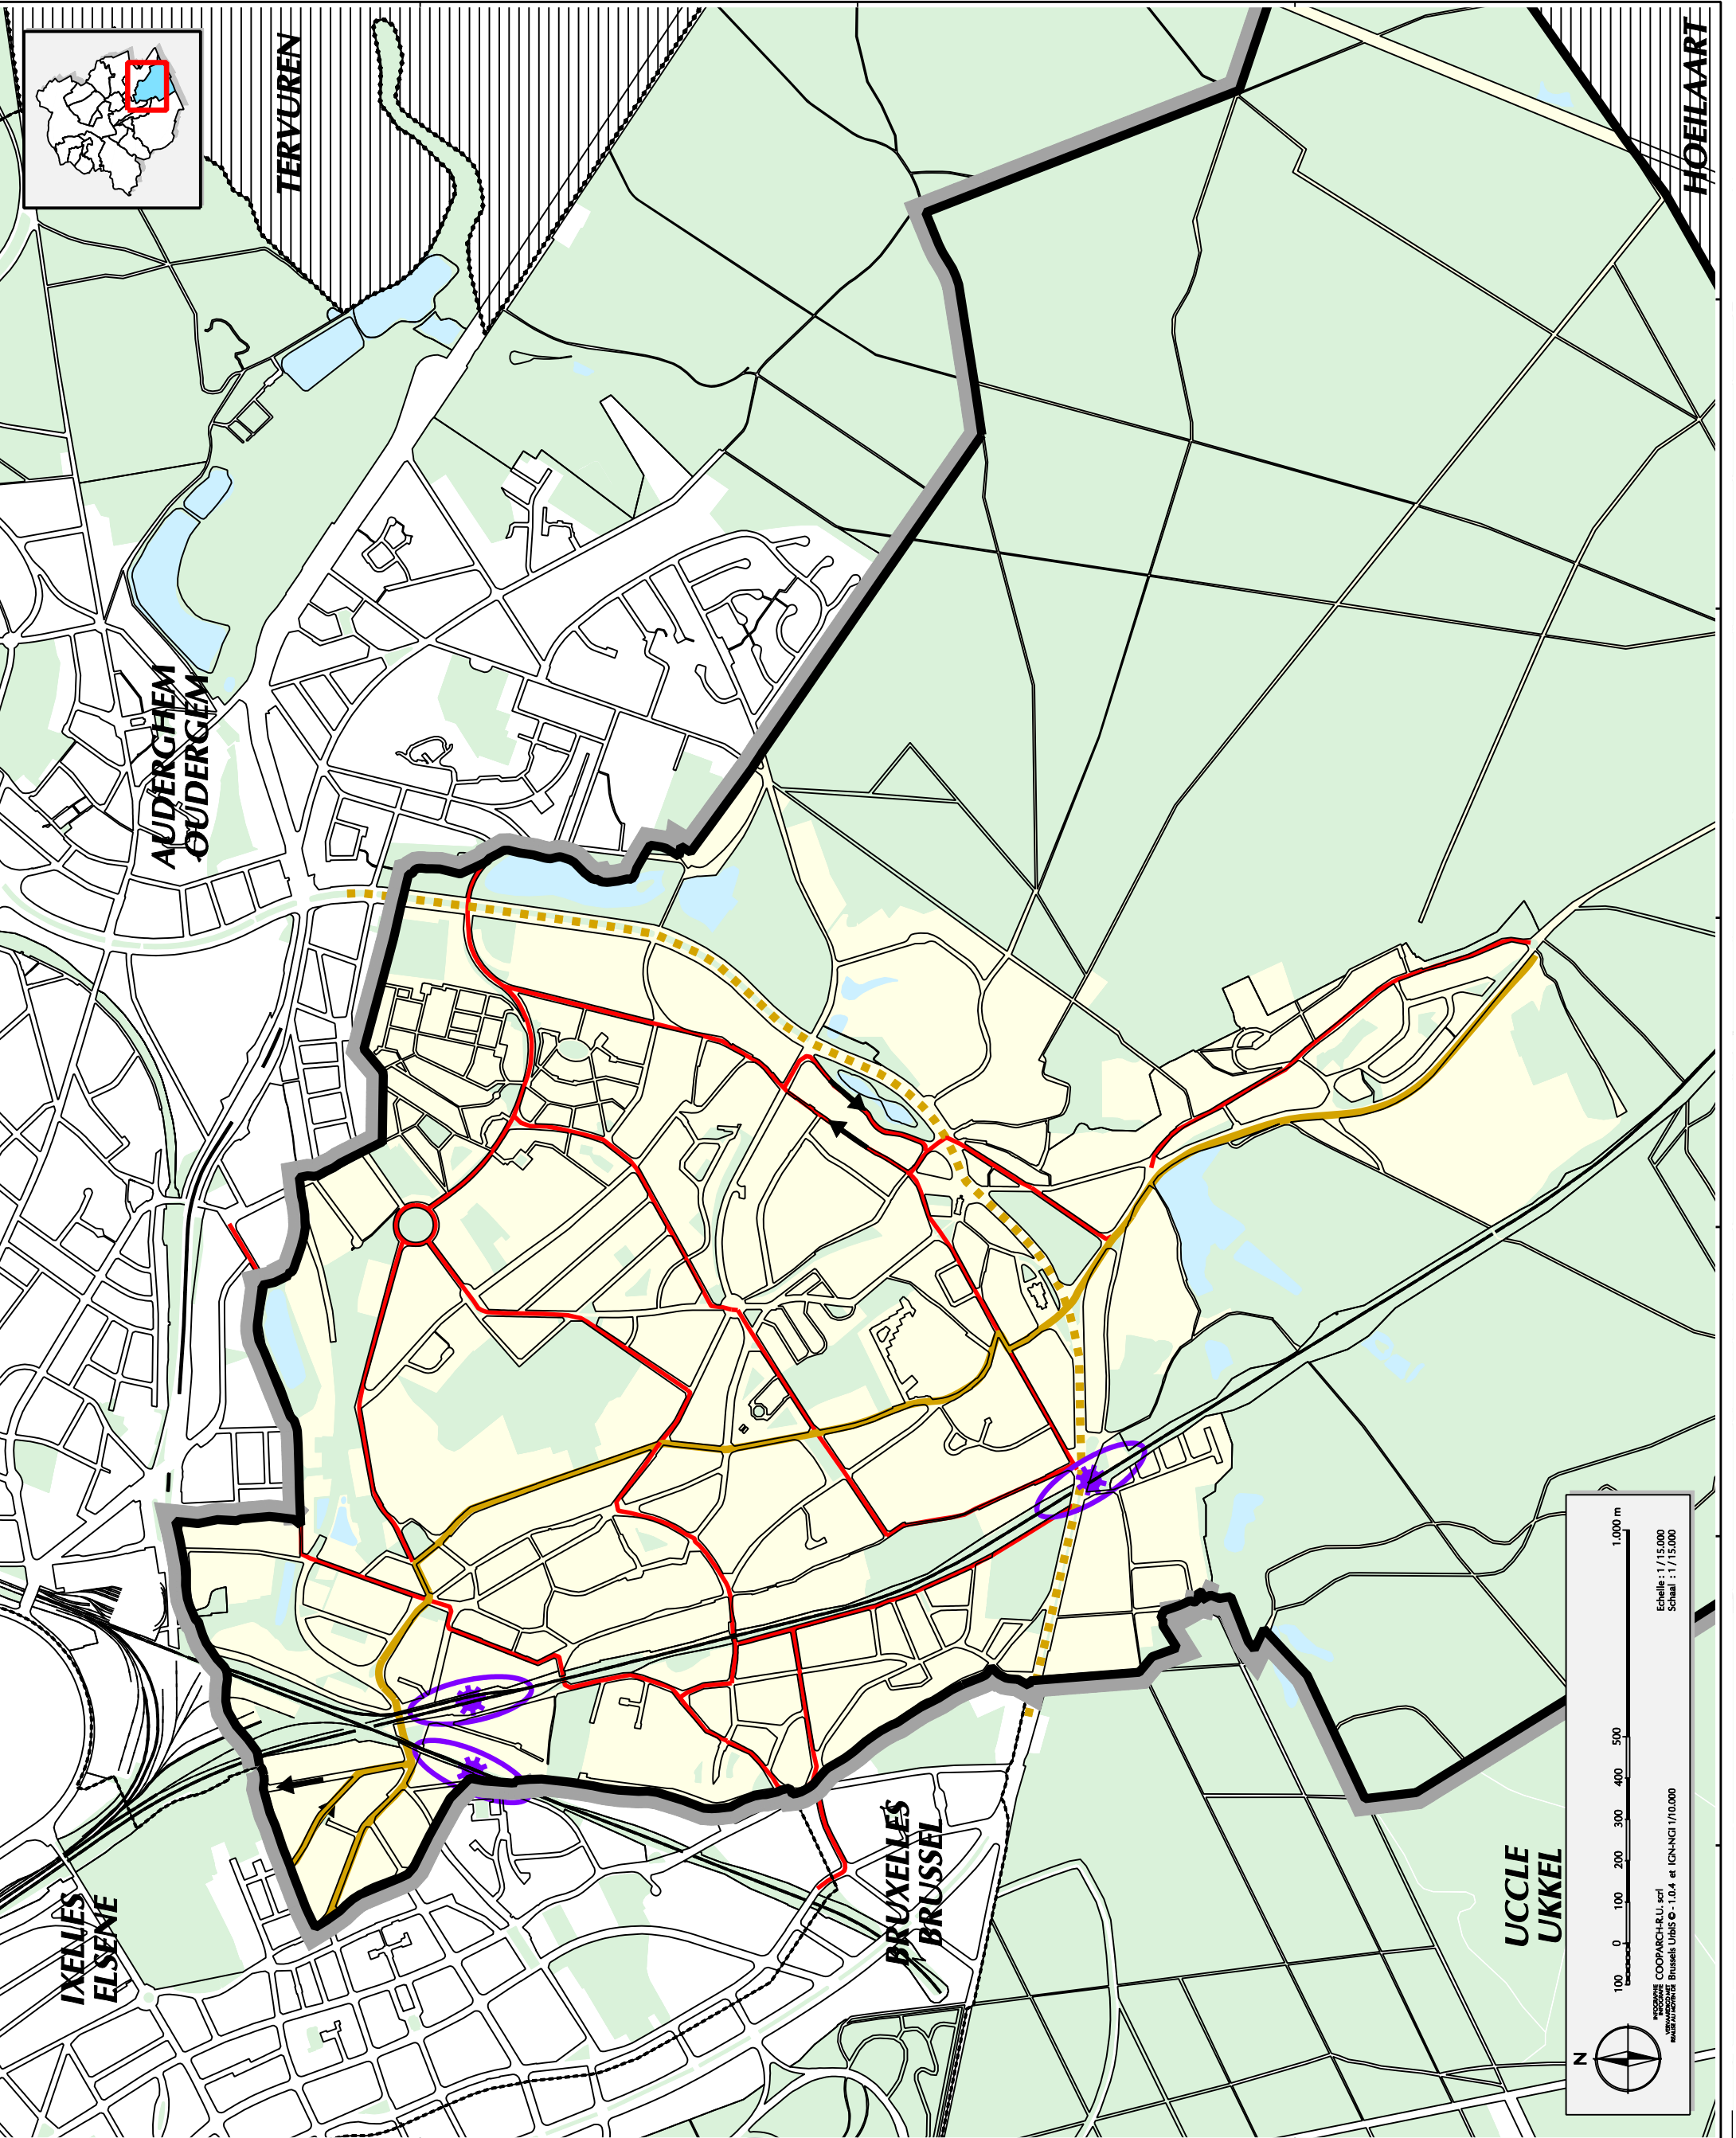 TERVUREN
HOEILAART
AUDERGHEM
OUDERGEM
IXELLES
ELSENE
BRUXELLES
BRUSSEL
UCCLE
UKKEL
N
100 0 100 200 300 400 500 1.000 m
Echelle : 1 / 15.000
Schaal : 1 / 15.000
INFOGRAPHIE
COOPARCH-R.U. scrl
Brussels UrbIS © - 1.0.4 et IGN-NGI 1/10.000